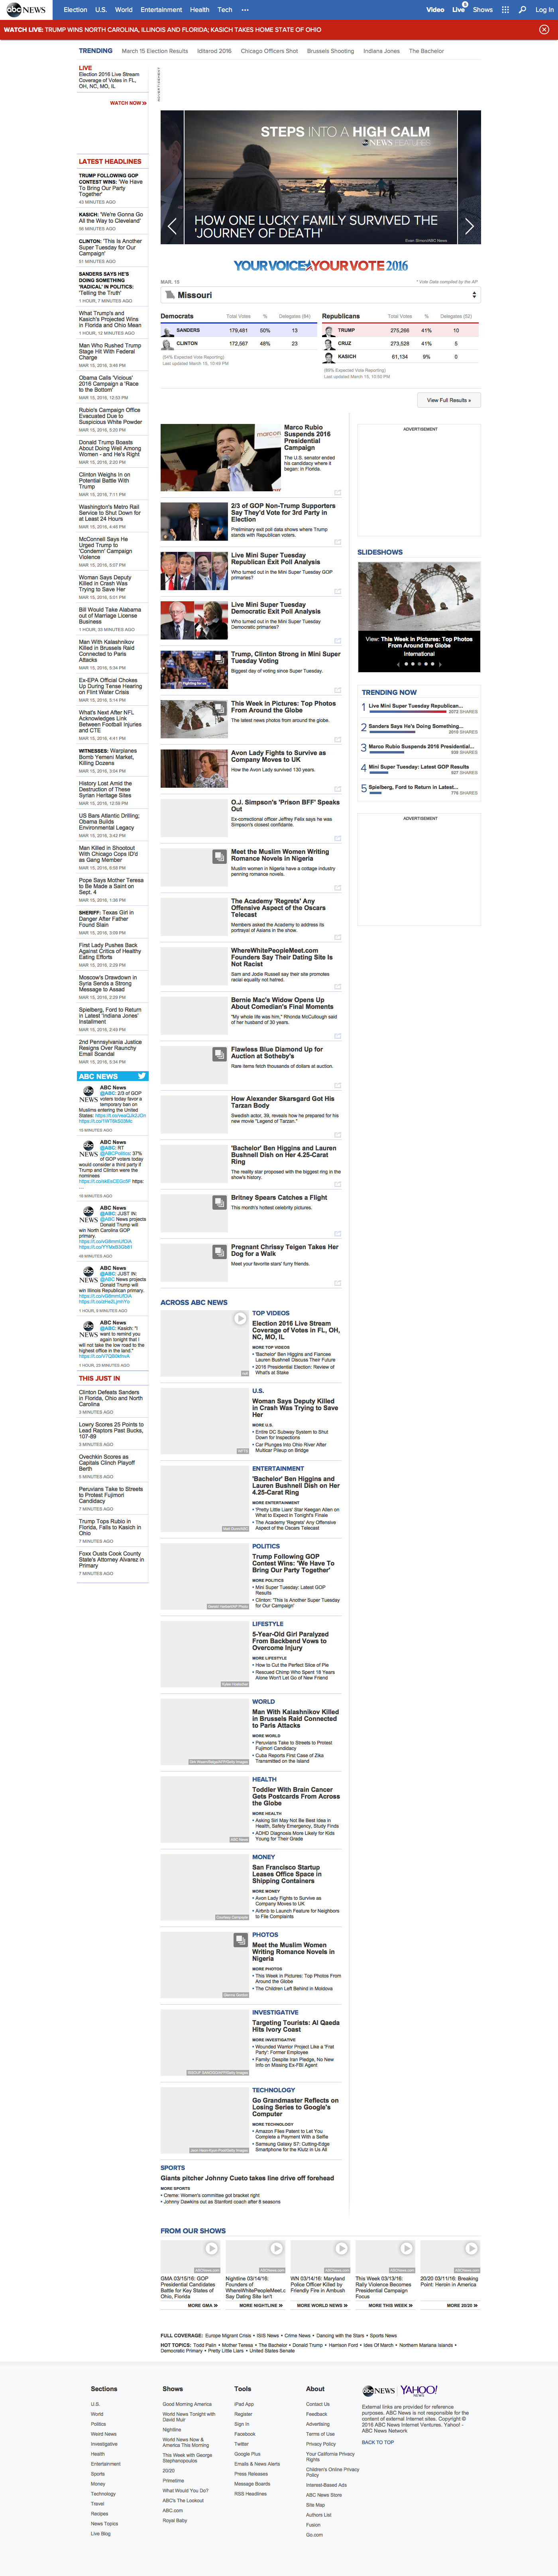 abc NEWS
Election U.S. World Entertainment Health Tech Video Live Shows Log In
WATCH LIVE: TRUMP WINS NORTH CAROLINA, ILLINOIS AND FLORIDA; KASICH TAKES HOME STATE OF OHIO
TRENDING March 15 Election Results Iditarod 2016 Chicago Officers Shot Brussels Shooting Indiana Jones The Bachelor
LIVE
Election 2016 Live Stream
Coverage of Votes in FL,
OH, NC, MO, IL
WATCH NOW »
LATEST HEADLINES
TRUMP FOLLOWING GOP
CONTEST WINS: 'We Have
To Bring Our Party
Together'
43 MINUTES AGO
KASICH: 'We're Gonna Go
All the Way to Cleveland'
CLINTON: 'This Is Another
Super Tuesday for Our
Campaign'
51 MINUTES AGO
SANDERS SAYS HE'S
DOING SOMETHING
'RADICAL' IN POLITICS:
'Telling the Truth'
1 HOUR, 7 MINUTES AGO
What Trump's and
Kasich's Projected Wins
in Florida and Ohio Mean
1 HOUR, 12 MINUTES AGO
Man Who Rushed Trump
Stage Hit With Federal
Charge
MAR 15, 2016, 3:48 PM
Obama Calls 'Vicious'
2016 Campaign a 'Race
to the Bottom'
MAR 15, 2016, 12:53 PM
Rubio's Campaign Office
Evacuated Due to
Suspicious White Powder
MAR 15, 2016, 5:20 PM
Donald Trump Boasts
About Doing Well Among
Women - and He's Right
MAR 15, 2016, 2:20 PM
Clinton Weighs In on
Potential Battle With
Trump
MAR 15, 2016, 7:11 PM
Washington's Metro Rail
Service to Shut Down for
at Least 24 Hours
MAR 15, 2016, 4:46 PM
McConnell Says He
Urged Trump to
'Condemn' Campaign
Violence
MAR 15, 2016, 5:07 PM
Woman Says Deputy
Killed in Crash Was
Trying to Save Her
MAR 15, 2016, 5:01 PM
Bill Would Take Alabama
out of Marriage License
Business
1 HOUR, 33 MINUTES AGO
Man With Kalashnikov
Killed in Brussels Raid
Connected to Paris
Attacks
MAR 15, 2016, 5:34 PM
Ex-EPA Official Chokes
Up During Tense Hearing
on Flint Water Crisis
MAR 15, 2016, 5:14 PM
What's Next After NFL
Acknowledges Link
Between Football Injuries
and CTE
MAR 15, 2016, 4:41 PM
WITNESSES: Warplanes
Bomb Yemeni Market,
Killing Dozens
MAR 15, 2016, 3:24 PM
History Lost Amid the
Destruction of These
Syrian Heritage Sites
MAR 15, 2016, 12:59 PM
US Bars Atlantic Drilling;
Obama Builds
Environmental Legacy
MAR 15, 2016, 3:42 PM
Man Killed in Shootout
With Chicago Cops ID'd
as Gang Member
Pope Says Mother Teresa
to Be Made a Saint on
Sept. 4
MAR 15, 2016, 1:36 PM
SHERIFF: Texas Girl in
Danger After Father
Found Slain
MAR 15, 2016, 3:09 PM
First Lady Pushes Back
Against Critics of Healthy
Eating Efforts
MAR 15, 2016, 2:29 PM
Moscow's Drawdown in
Syria Sends a Strong
Message to Assad
MAR 15, 2016, 2:28 PM
Spielberg, Ford to Return
in Latest 'Indiana Jones'
Installment
MAR 15, 2016, 2:49 PM
2nd Pennsylvania Justice
Resigns Over Raunchy
Email Scandal
MAR 15, 2016, 5:34 PM
ABC NEWS
ABC News
@ABC: 2/3 of GOP
voters today favor a
temporary ban on
Muslims entering the United
States:
ABC News
@ABC: RT
@ABCPolitics: 37%
of GOP voters today
would consider a third party if
Trump and Clinton were the
nominees
ABC News
@ABC: JUST IN:
@ABC News projects
Donald Trump will
win North Carolina GOP
primary.
ABC News
@ABC: JUST IN:
@ABC News projects
Donald Trump will
win Illinois Republican primary.
ABC News
@ABC: Kasich: "I
want to remind you
again tonight that I
will not take the low road to the
highest office in the land."
1 HOUR, 23 MINUTES AGO
THIS JUST IN
Clinton Defeats Sanders
in Florida, Ohio and North
Carolina
3 MINUTES AGO
Lowry Scores 25 Points to
Lead Raptors Past Bucks,
107-89
3 MINUTES AGO
Ovechkin Scores as
Capitals Clinch Playoff
Berth
5 MINUTES AGO
Peruvians Take to Streets
to Protest Fujimori
Candidacy
7 MINUTES AGO
Trump Tops Rubio in
Florida, Falls to Kasich in
Ohio
7 MINUTES AGO
Foxx Ousts Cook County
State's Attorney Alvarez in
Primary
7 MINUTES AGO
ADVERTISEMENT
STEPS INTO A HIGH CALM
abc NEWS FEATURES
HOW ONE LUCKY FAMILY SURVIVED THE
'JOURNEY OF DEATH'
YOUR VOICE YOUR VOTE 2016
MAR. 15 * Vote Data compiled by the AP
Missouri
Democrats Total Votes % Delegates (84)
SANDERS 179,481 50% 13
CLINTON 172,567 48% 23
(94% Expected Vote Reporting)
Last updated March 15, 10:49 PM
Republicans Total Votes % Delegates (52)
TRUMP 275,266 41% 10
CRUZ 273,528 41% 5
KASICH 61,134 9% 0
(99% Expected Vote Reporting)
Last updated March 15, 10:50 PM
View Full Results »
Marco Rubio
Suspends 2016
Presidential
Campaign
The U.S. senator ended
his candidacy where it
began: in Florida.
2/3 of GOP Non-Trump Supporters
Say They'd Vote for 3rd Party in
Election
Preliminary exit poll data shows where Trump
stands with Republican voters.
Live Mini Super Tuesday
Republican Exit Poll Analysis
Who turned out in the Mini Super Tuesday GOP
primaries?
Live Mini Super Tuesday
Democratic Exit Poll Analysis
Who turned out in the Mini Super Tuesday
Democratic primaries?
Trump, Clinton Strong in Mini Super
Tuesday Voting
Biggest day of voting since Super Tuesday.
This Week in Pictures: Top Photos
From Around the Globe
The latest news photos from around the globe.
Avon Lady Fights to Survive as
Company Moves to UK
How the Avon Lady survived 130 years.
O.J. Simpson's 'Prison BFF' Speaks
Out
Ex-correctional officer Jeffrey Felix says he was
Simpson's closest confidante.
Meet the Muslim Women Writing
Romance Novels in Nigeria
Muslim women in Nigeria have a cottage industry
penning romance novels.
The Academy 'Regrets' Any
Offensive Aspect of the Oscars
Telecast
Members asked the Academy to address its
portrayal of Asians in the show.
WhereWhitePeopleMeet.com
Founders Say Their Dating Site Is
Not Racist
Sam and Jodie Russell say their site promotes
racial equality not hatred.
Bernie Mac's Widow Opens Up
About Comedian's Final Moments
"My whole life was him," Rhonda McCullough said
of her husband of 30 years.
Flawless Blue Diamond Up for
Auction at Sotheby's
Rare items fetch thousands of dollars at auction.
How Alexander Skarsgard Got His
Tarzan Body
Swedish actor, 39, reveals how he prepared for his
new movie "Legend of Tarzan."
'Bachelor' Ben Higgins and Lauren
Bushnell Dish on Her 4.25-Carat
Ring
The reality star proposed with the biggest ring in the
show's history.
Britney Spears Catches a Flight
This month's hottest celebrity pictures.
Pregnant Chrissy Teigen Takes Her
Dog for a Walk
Meet your favorite stars' furry friends.
ADVERTISEMENT
SLIDESHOWS
View: This Week in Pictures: Top Photos
From Around the Globe
International
TRENDING NOW
1 Live Mini Super Tuesday Republican...
2072 SHARES
2 Sanders Says He's Doing Something...
2019 SHARES
3 Marco Rubio Suspends 2016 Presidential...
939 SHARES
4 Mini Super Tuesday: Latest GOP Results
927 SHARES
5 Spielberg, Ford to Return in Latest...
778 SHARES
ADVERTISEMENT
ACROSS ABC NEWS
TOP VIDEOS
Election 2016 Live Stream
Coverage of Votes in FL, OH,
NC, MO, IL
MORE TOP VIDEOS
• 'Bachelor' Ben Higgins and Fiancee
Lauren Bushnell Discuss Their Future
• 2016 Presidential Election: Review of
What's at Stake
U.S.
Woman Says Deputy Killed
in Crash Was Trying to Save
Her
MORE U.S.
• Entire DC Subway System to Shut
Down for Inspections
• Car Plunges Into Ohio River After
Multicar Pileup on Bridge
ENTERTAINMENT
'Bachelor' Ben Higgins and
Lauren Bushnell Dish on Her
4.25-Carat Ring
MORE ENTERTAINMENT
• 'Pretty Little Liars' Star Keegan Allen on
What to Expect in Tonight's Finale
• The Academy 'Regrets' Any Offensive
Aspect of the Oscars Telecast
POLITICS
Trump Following GOP
Contest Wins: 'We Have To
Bring Our Party Together'
MORE POLITICS
• Mini Super Tuesday: Latest GOP
Results
• Clinton: 'This Is Another Super Tuesday
for Our Campaign'
LIFESTYLE
5-Year-Old Girl Paralyzed
From Backbend Vows to
Overcome Injury
MORE LIFESTYLE
• How to Cut the Perfect Slice of Pie
• Rescued Chimp Who Spent 18 Years
Alone Won't Let Go of New Friend
WORLD
Man With Kalashnikov Killed
in Brussels Raid Connected
to Paris Attacks
MORE WORLD
• Peruvians Take to Streets to Protest
Fujimori Candidacy
• Cuba Reports First Case of Zika
Transmitted on the Island
HEALTH
Toddler With Brain Cancer
Gets Postcards From Across
the Globe
MORE HEALTH
• Asking Siri May Not Be Best Idea in
Health, Safety Emergency, Study Finds
• ADHD Diagnosis More Likely for Kids
Young for Their Grade
MONEY
San Francisco Startup
Leases Office Space in
Shipping Containers
MORE MONEY
• Avon Lady Fights to Survive as
Company Moves to UK
• Airbnb to Launch Feature for Neighbors
to File Complaints
PHOTOS
Meet the Muslim Women
Writing Romance Novels in
Nigeria
MORE PHOTOS
• This Week in Pictures: Top Photos From
Around the Globe
• The Children Left Behind in Moldova
INVESTIGATIVE
Targeting Tourists: Al Qaeda
Hits Ivory Coast
MORE INVESTIGATIVE
• Wounded Warrior Project Like a 'Frat
Party': Former Employee
• Family: Despite Iran Pledge, No New
Info on Missing Ex-FBI Agent
TECHNOLOGY
Go Grandmaster Reflects on
Losing Series to Google's
Computer
MORE TECHNOLOGY
• Amazon Files Patent to Let You
Complete a Payment With a Selfie
• Samsung Galaxy S7: Cutting-Edge
Smartphone for the Klutz in Us All
SPORTS
Giants pitcher Johnny Cueto takes line drive off forehead
MORE SPORTS
• Creme: Women's committee got bracket right
• Johnny Dawkins out as Stanford coach after 8 seasons
FROM OUR SHOWS
GMA 03/15/16: GOP
Presidential Candidates
Battle for Key States of
Ohio, Florida
MORE GMA »
Nightline 03/14/16:
Founders of
WhereWhitePeopleMeet.c
Say Dating Site Isn't
MORE NIGHTLINE »
WN 03/14/16: Maryland
Police Officer Killed by
Friendly Fire in Ambush
MORE WORLD NEWS »
This Week 03/13/16:
Rally Violence Becomes
Presidential Campaign
Focus
MORE THIS WEEK »
20/20 03/11/16: Breaking
Point: Heroin in America
MORE 20/20 »
FULL COVERAGE: Europe Migrant Crisis • ISIS News • Crime News • Dancing with the Stars • Sports News
HOT TOPICS: Todd Palin • Mother Teresa • The Bachelor • Donald Trump • Harrison Ford • Ides Of March • Northern Mariana Islands •
Democratic Primary • Pretty Little Liars • United States Senate
Sections
U.S.
World
Politics
Weird News
Investigative
Health
Entertainment
Sports
Money
Technology
Travel
Recipes
News Topics
Live Blog
Shows
Good Morning America
World News Tonight with
David Muir
Nightline
World News Now &
America This Morning
This Week with George
Stephanopoulos
20/20
Primetime
What Would You Do?
ABC's The Lookout
ABC.com
Royal Baby
Tools
iPad App
Register
Sign In
Facebook
Twitter
Google Plus
Emails & News Alerts
Press Releases
Message Boards
RSS Headlines
About
Contact Us
Feedback
Advertising
Terms of Use
Privacy Policy
Your California Privacy
Rights
Children's Online Privacy
Policy
Interest-Based Ads
ABC News Store
Site Map
Authors List
Fusion
Go.com
abc NEWS YAHOO! NEWS
External links are provided for reference
purposes. ABC News is not responsible for the
content of external Internet sites. Copyright ©
2016 ABC News Internet Ventures. Yahoo! -
ABC News Network
BACK TO TOP